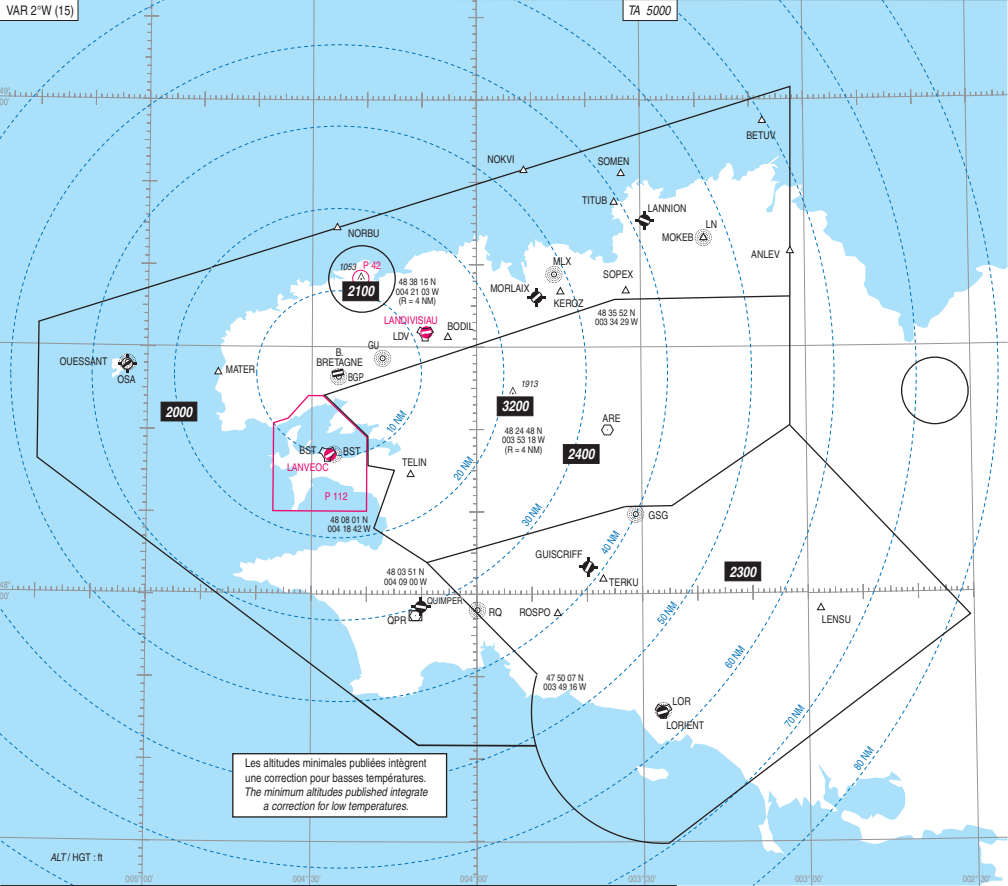 VAR 2°W (15)
TA 5000
49°
00'
BETUV
NOKVI
SOMEN
TITUB
LANNION
LN
MOKEB
NORBU
ANLEV
1053
P 42
2100
48 38 16 N
004 21 03 W
(R = 4 NM)
MLX
SOPEX
MORLAIX
KEROZ
48 35 52 N
003 34 29 W
LANDIVISIAU
LDV
BODIL
GU
B.
BRETAGNE
BGP
OUESSANT
OSA
MATER
2000
10 NM
1913
3200
48 24 48 N
003 53 18 W
(R = 4 NM)
ARE
2400
BST
BST
LANVEOC
TELIN
20 NM
P 112
48 08 01 N
004 18 42 W
30 NM
GSG
40 NM
GUISCRIFF
TERKU
2300
48 03 51 N
004 09 00 W
48°
00'
QUIMPER
QPR
RQ
ROSPO
50 NM
LENSU
60 NM
47 50 07 N
003 49 16 W
LOR
LORIENT
70 NM
80 NM
Les altitudes minimales publiées intègrent
une correction pour basses températures.
The minimum altitudes published integrate
a correction for low temperatures.
ALT / HGT : ft
005°00'
004°30'
004°00'
003°30'
003°00'
002°30'